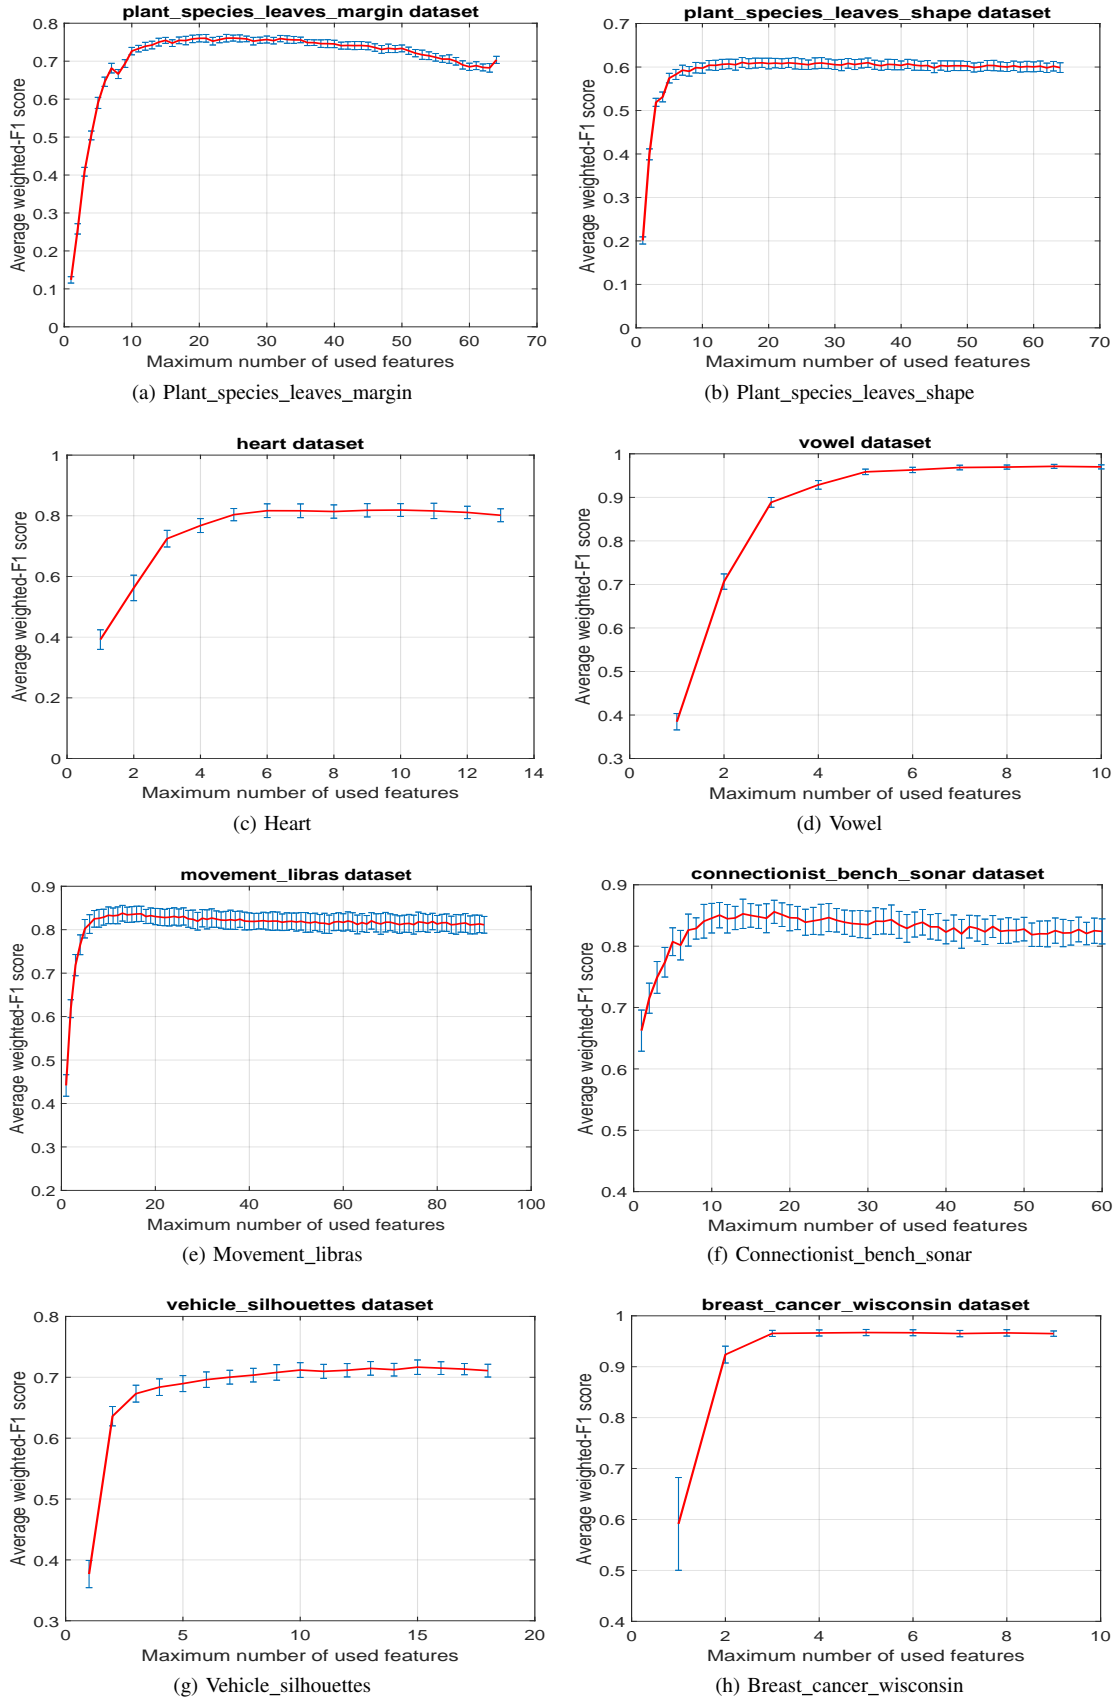 plant_species_leaves_margin dataset
0.8
0.7
0.6
0.5
0.4
0.3
0.2
0.1
0
Average weighted-F1 score
0 10 20 30 40 50 60 70
Maximum number of used features
(a) Plant_species_leaves_margin
plant_species_leaves_shape dataset
0.7
0.6
0.5
0.4
0.3
0.2
0.1
0
Average weighted-F1 score
0 10 20 30 40 50 60 70
Maximum number of used features
(b) Plant_species_leaves_shape
heart dataset
1
0.8
0.6
0.4
0.2
0
Average weighted-F1 score
0 2 4 6 8 10 12 14
Maximum number of used features
(c) Heart
vowel dataset
1
0.9
0.8
0.7
0.6
0.5
0.4
0.3
Average weighted-F1 score
0 2 4 6 8 10
Maximum number of used features
(d) Vowel
movement_libras dataset
0.9
0.8
0.7
0.6
0.5
0.4
0.3
0.2
Average weighted-F1 score
0 20 40 60 80 100
Maximum number of used features
(e) Movement_libras
connectionist_bench_sonar dataset
0.9
0.8
0.7
0.6
0.5
0.4
Average weighted-F1 score
0 10 20 30 40 50 60
Maximum number of used features
(f) Connectionist_bench_sonar
vehicle_silhouettes dataset
0.8
0.7
0.6
0.5
0.4
0.3
Average weighted-F1 score
0 5 10 15 20
Maximum number of used features
(g) Vehicle_silhouettes
breast_cancer_wisconsin dataset
1
0.9
0.8
0.7
0.6
0.5
0.4
Average weighted-F1 score
0 2 4 6 8 10
Maximum number of used features
(h) Breast_cancer_wisconsin